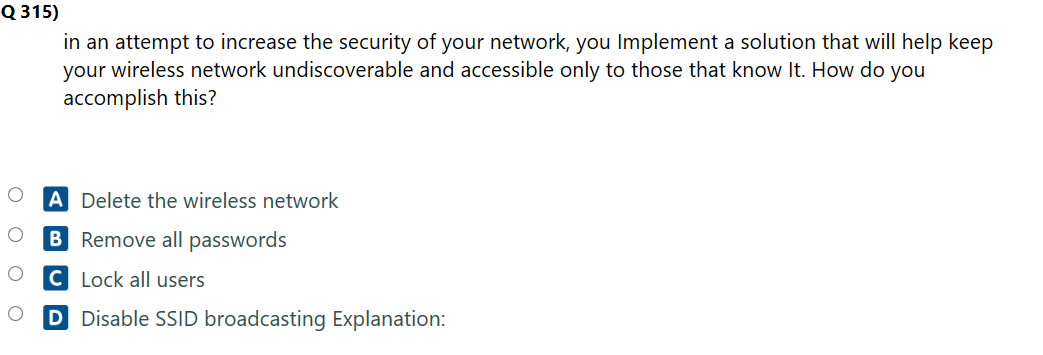 Q 315)
in an attempt to increase the security of your network, you Implement a solution that will help keep
your wireless network undiscoverable and accessible only to those that know It. How do you
accomplish this?
A Delete the wireless network
B Remove all passwords
C Lock all users
D Disable SSID broadcasting Explanation: